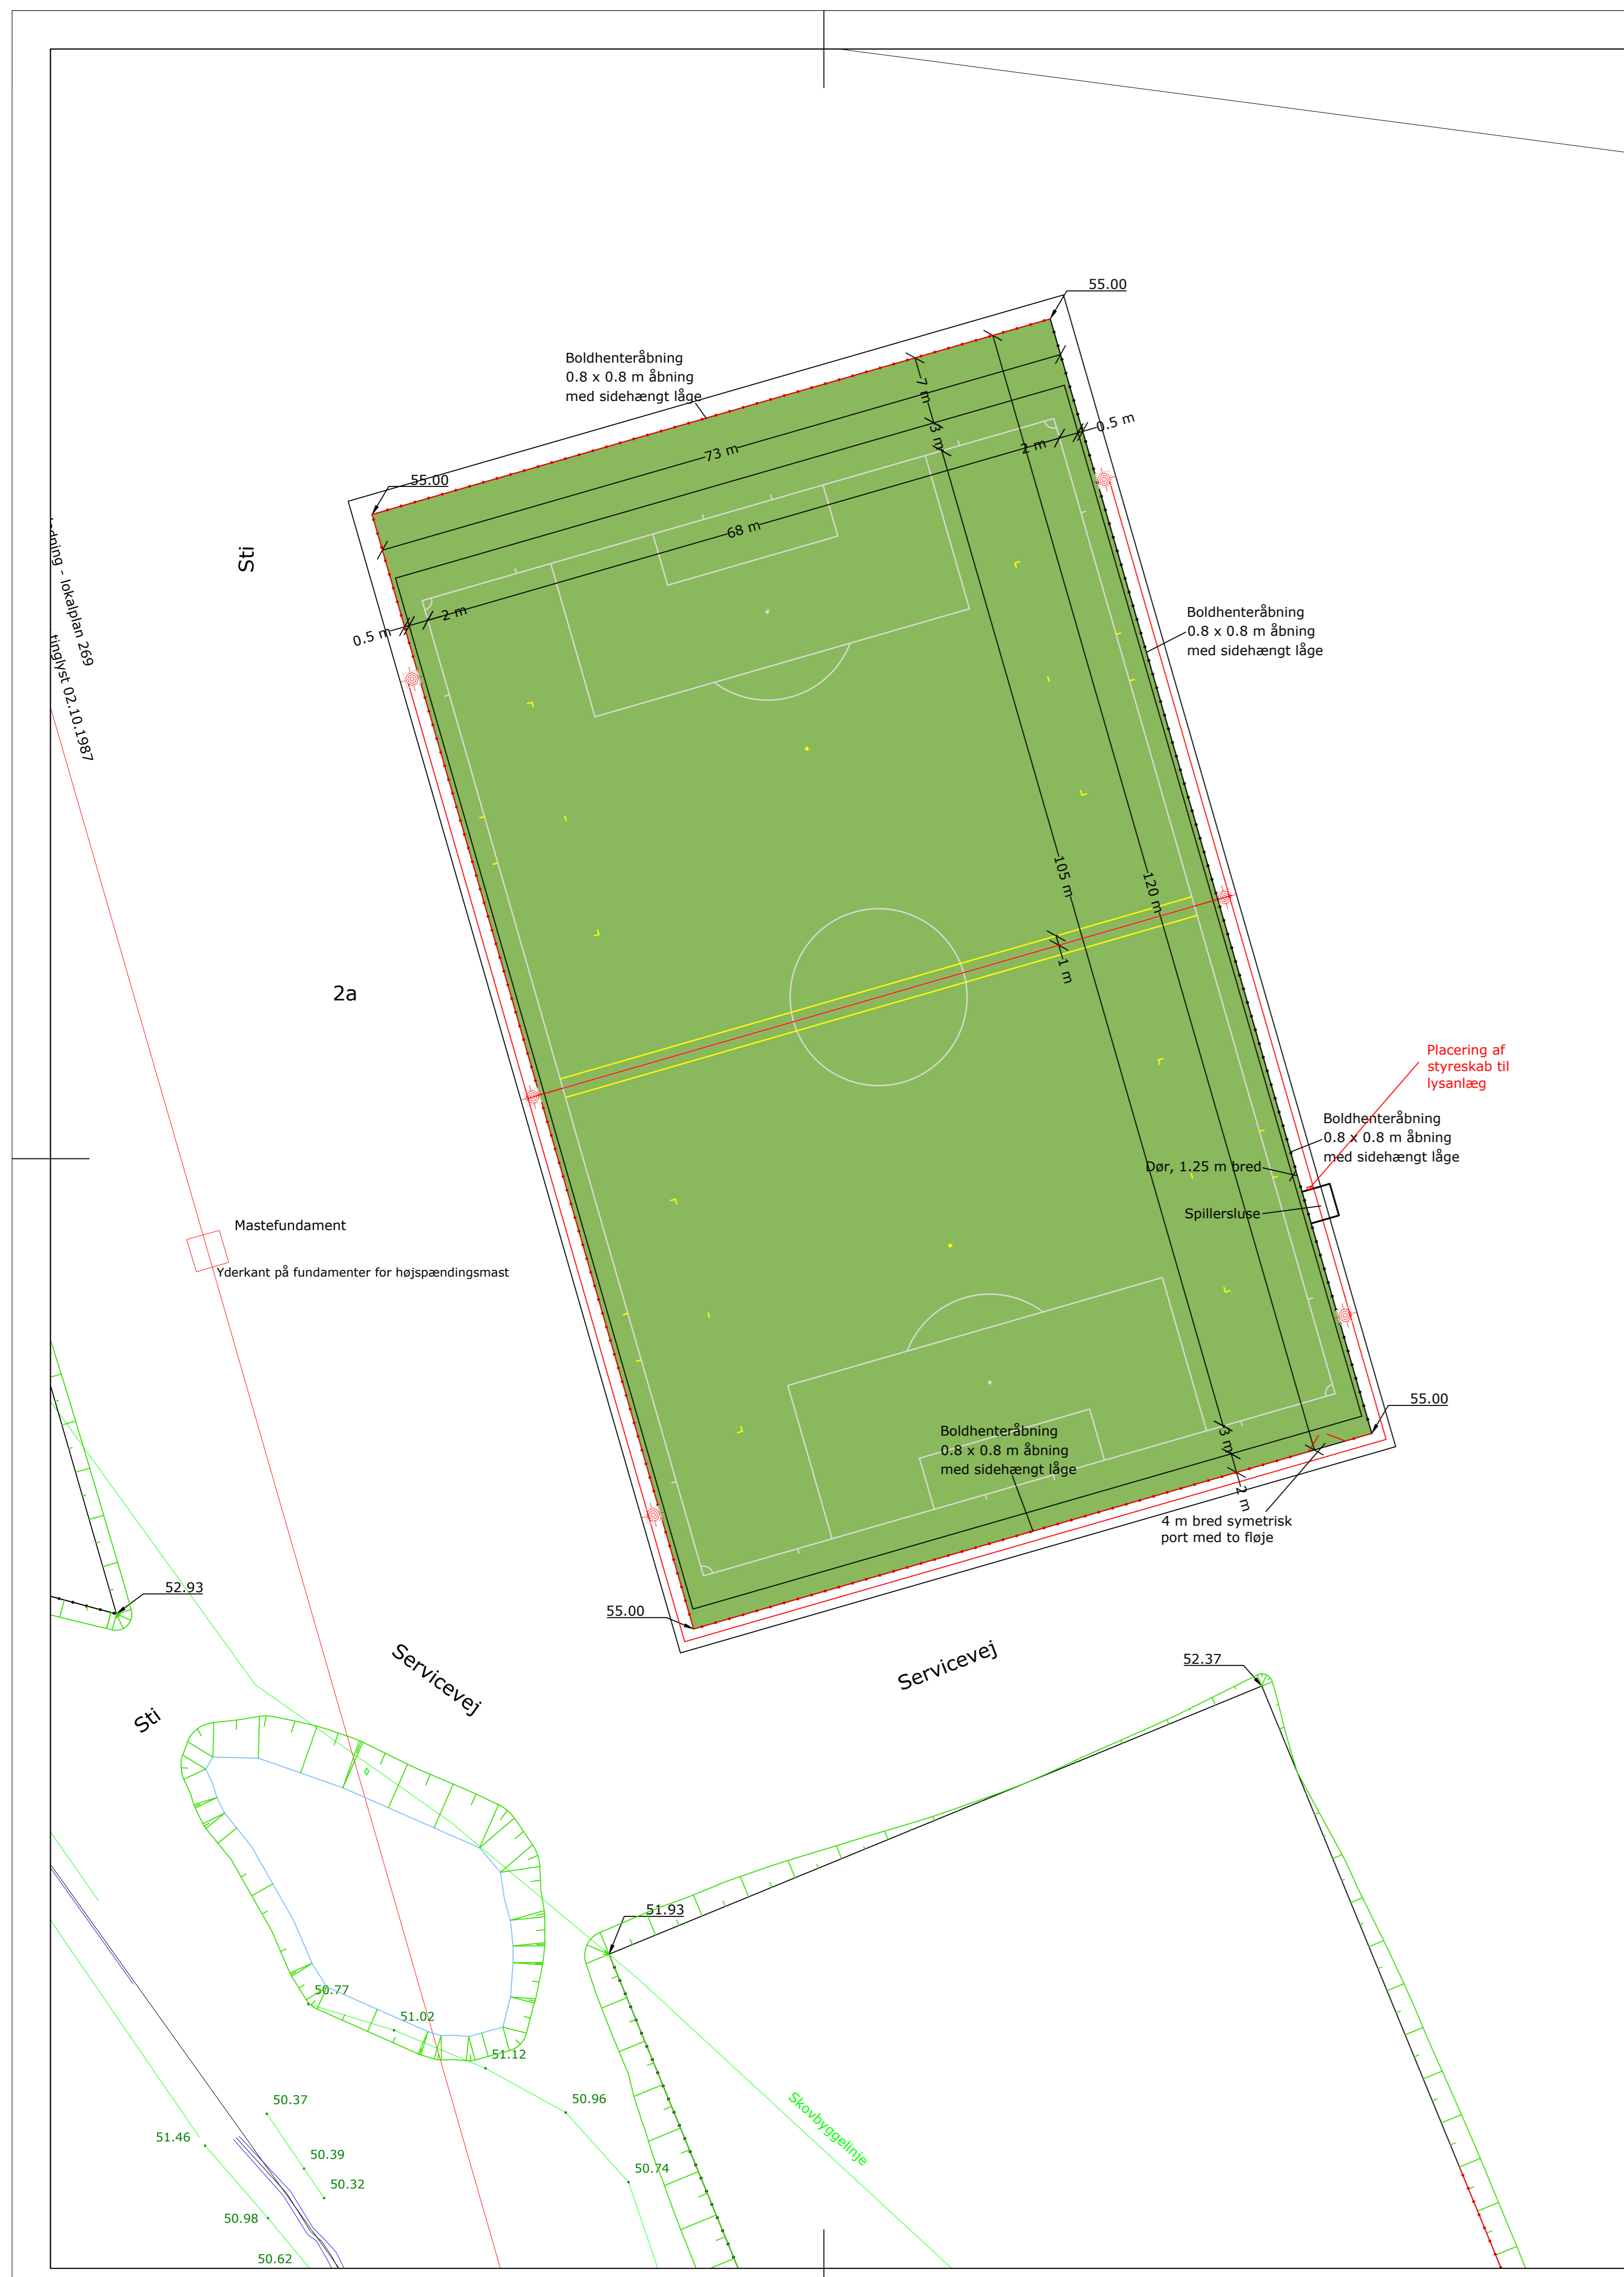 55.00
Boldhenteråbning
0.8 x 0.8 m åbning
med sidehængt låge
7 m
3 m
0.5 m
2 m
73 m
55.00
68 m
Sti
2 m
0.5 m
lokalplan 269
tinglyst 02.10.1987
Boldhenteråbning
0.8 x 0.8 m åbning
med sidehængt låge
105 m
120 m
1 m
2a
Placering af
styreskab til
lysanlæg
Boldhenteråbning
0.8 x 0.8 m åbning
med sidehængt låge
Dør, 1.25 m bred
Spillersluse
Mastefundament
Yderkant på fundamenter for højspændingsmast
55.00
Boldhenteråbning
0.8 x 0.8 m åbning
med sidehængt låge
3 m
2 m
4 m bred symetrisk
port med to fløje
52.93
55.00
Servicevej
Servicevej
52.37
Sti
51.93
50.77
51.02
51.12
50.96
50.37
51.46
50.39
50.32
50.74
50.98
50.62
Skovbyggelinje